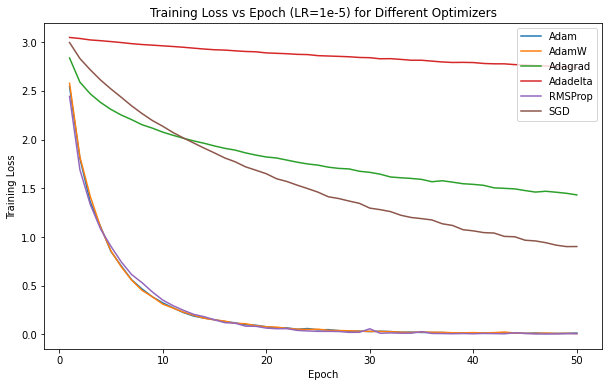 Training Loss vs Epoch (LR=1e-5) for Different Optimizers
Training Loss
3.0
2.5
2.0
1.5
1.0
0.5
0.0
Adam
AdamW
Adagrad
Adadelta
RMSProp
SGD
0
10
20
30
40
50
Epoch